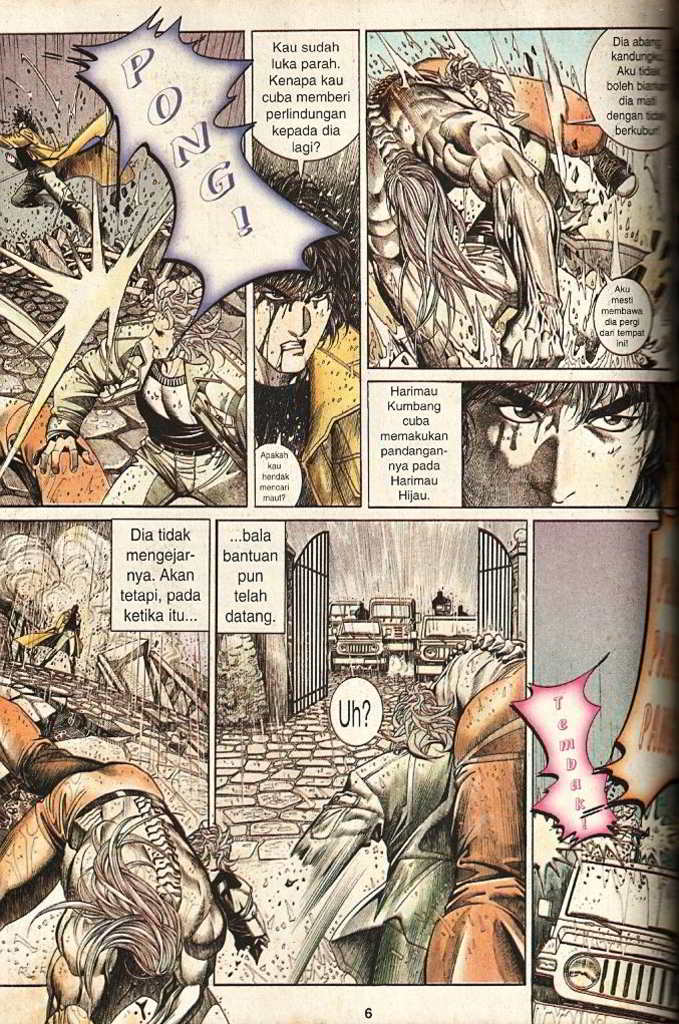 PONG!
Kau sudah
luka parah.
Kenapa kau
cuba memberi
perlindungan
kepada dia
lagi?
Apakah
kau
hendak
mencari
maut?
Dia abang
kandungku.
Aku tidak
boleh biarkan
dia mati
dengan tidak
berkubur!
Aku
mesti
membawa
dia pergi
dari tempat
ini!
Harimau
Kumbang
cuba
memakukan
pandangan-
nya pada
Harimau
Hijau.
Dia tidak
mengejar-
nya. Akan
tetapi, pada
ketika itu...
...bala
bantuan
pun
telah
datang.
Uh?
Tembak!
6